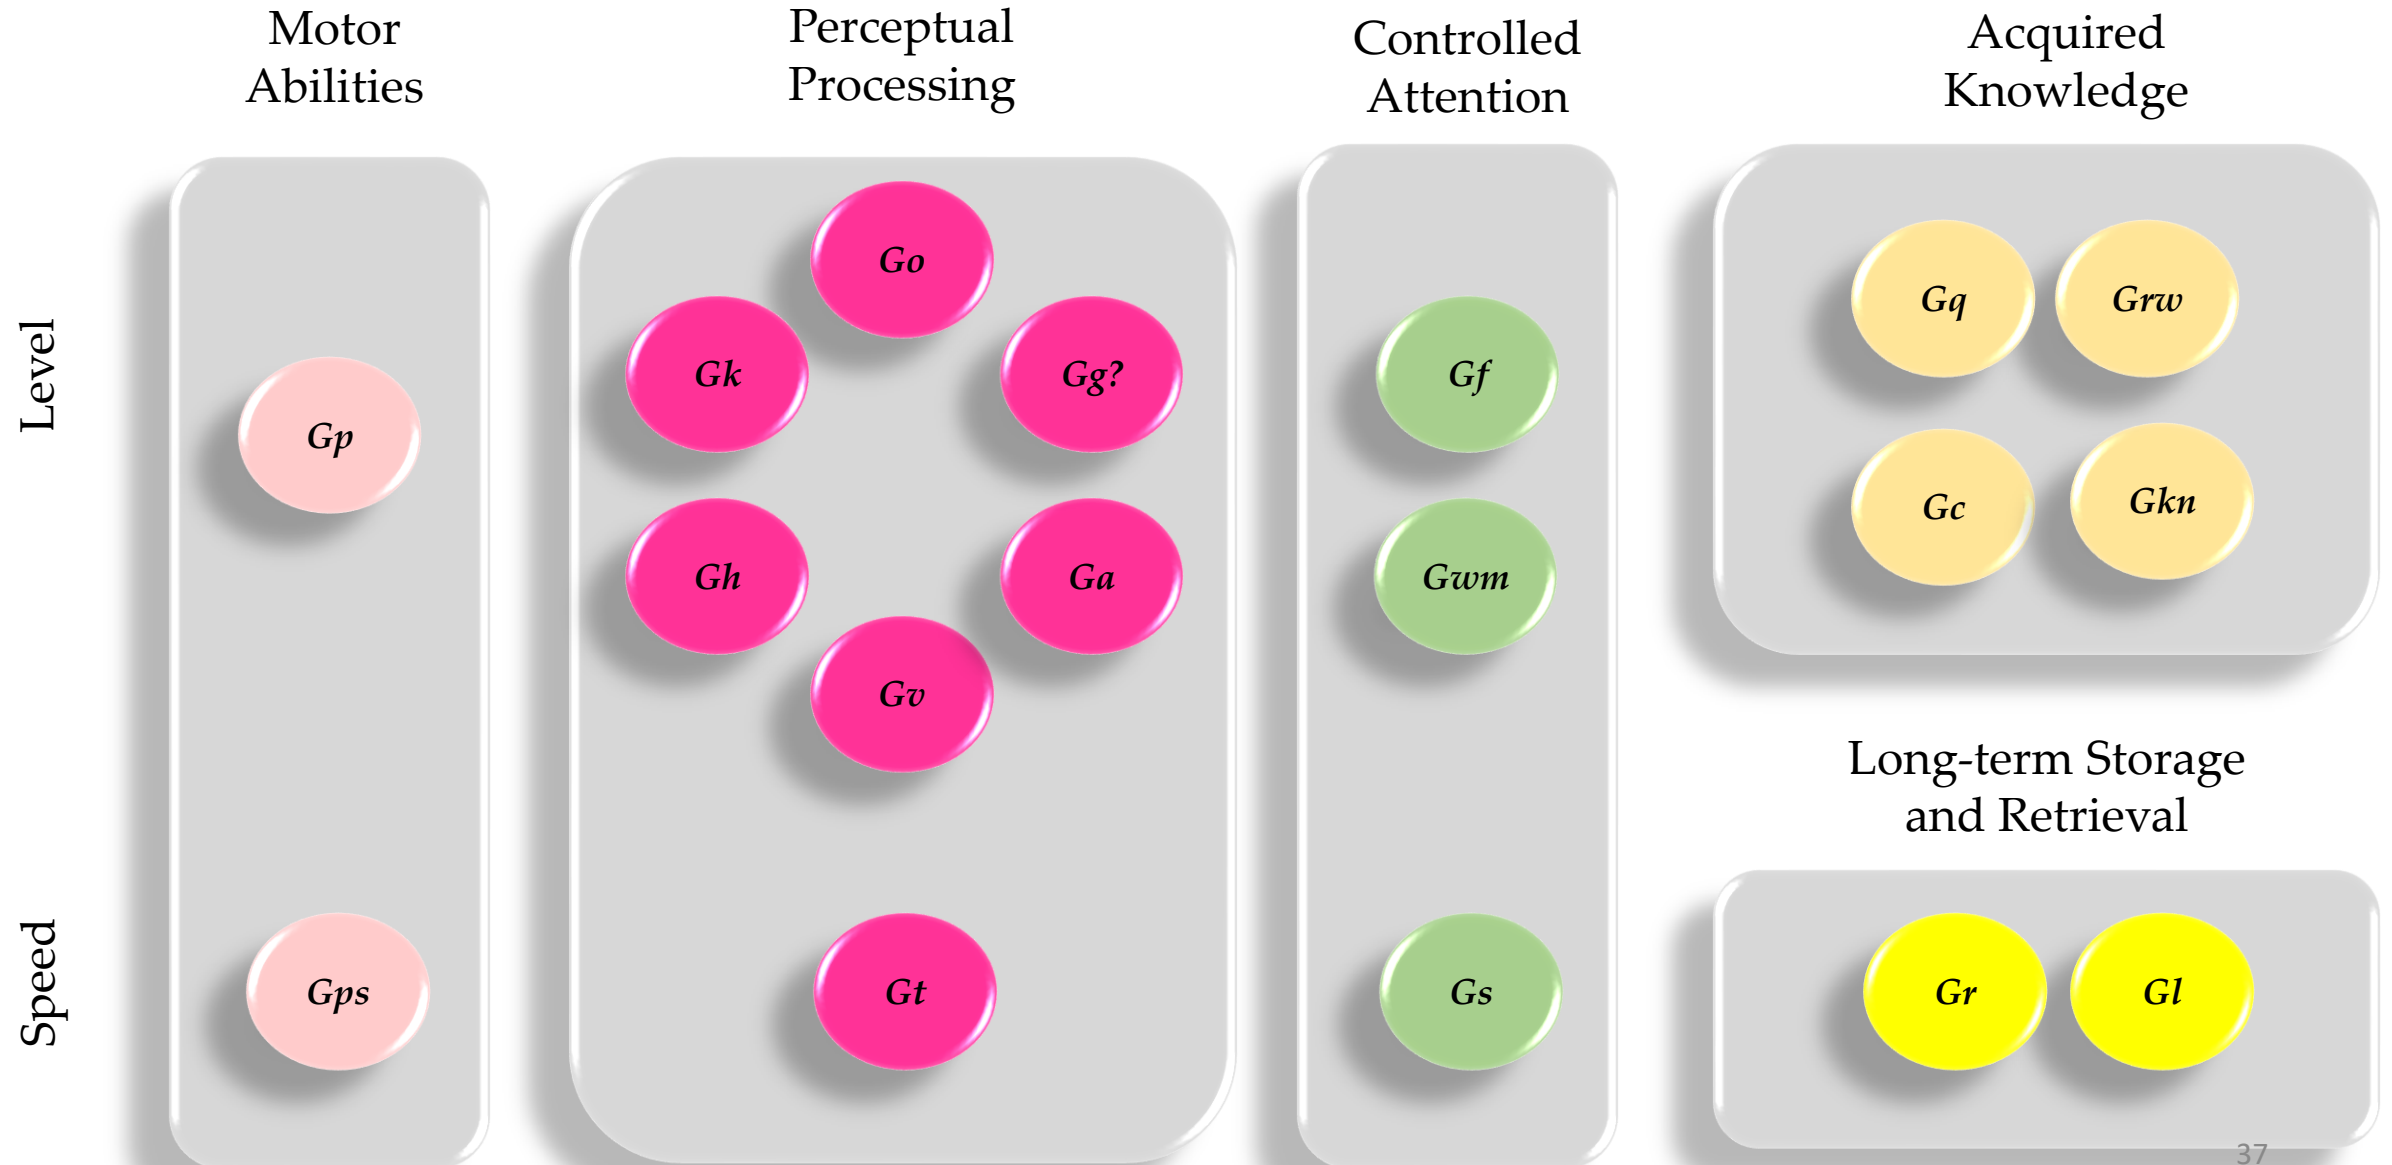 Motor
Abilities
Perceptual
Processing
Controlled
Attention
Acquired
Knowledge
Level
Go
Gk
Gg?
Gp
Gh
Ga
Gv
Gf
Gwm
Gq
Grw
Gc
Gkn
Long-term Storage
and Retrieval
Speed
Gps
Gt
Gs
Gr
Gl
37